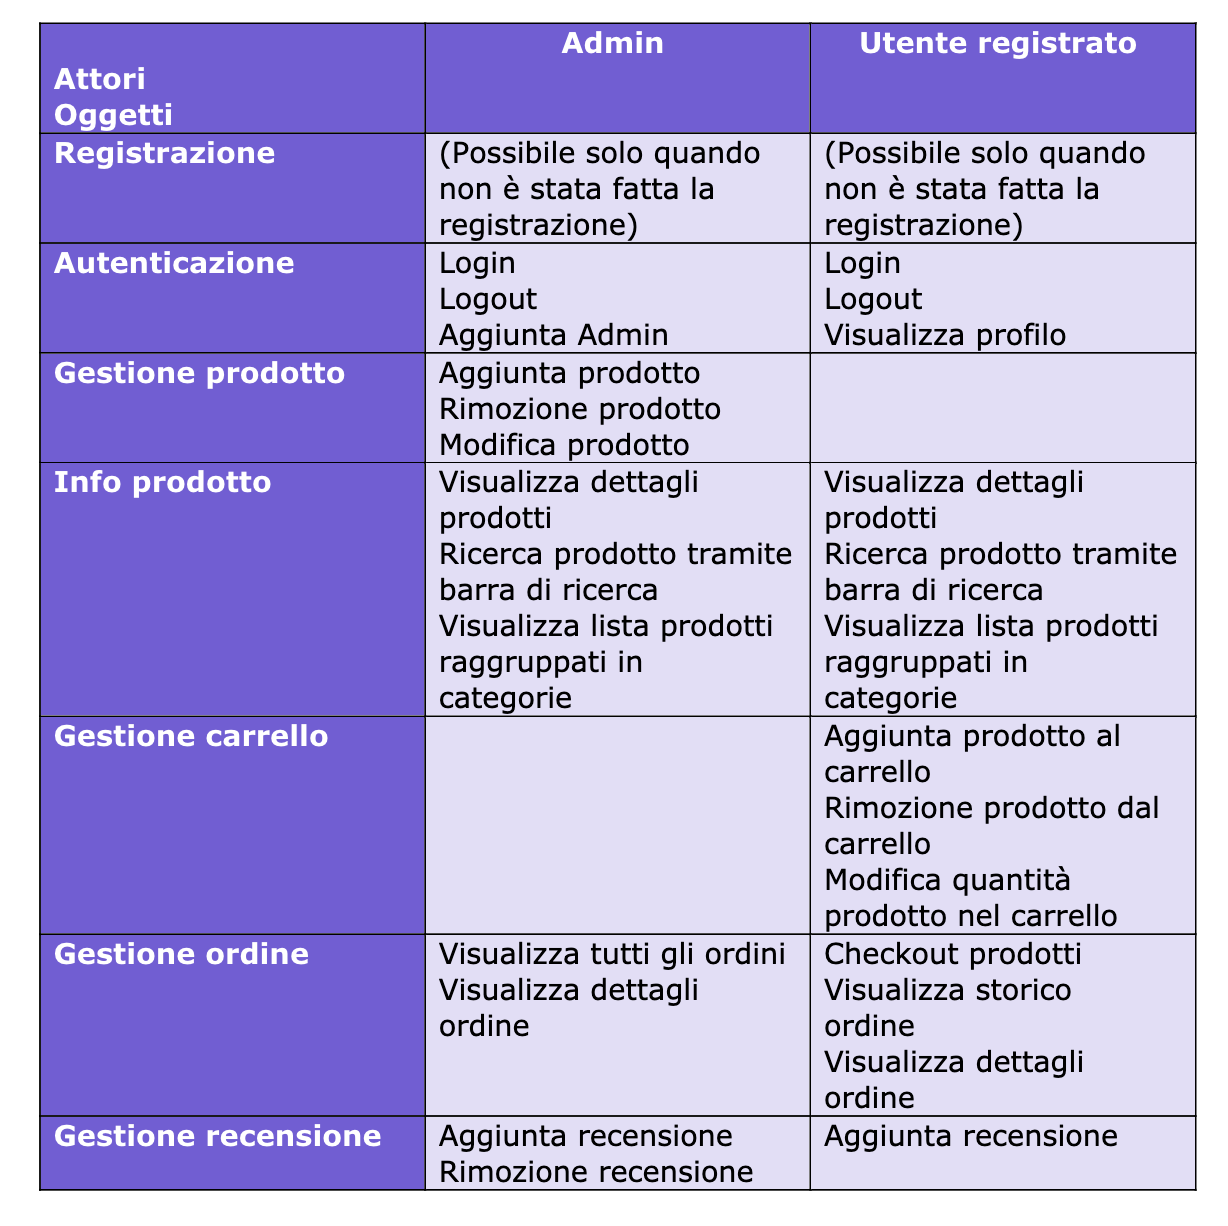 Admin
Utente registrato
Attori
Oggetti
Registrazione
(Possibile solo quando
non è stata fatta la
registrazione)
(Possibile solo quando
non è stata fatta la
registrazione)
Autenticazione
Login
Logout
Aggiunta Admin
Login
Logout
Visualizza profilo
Gestione prodotto
Aggiunta prodotto
Rimozione prodotto
Modifica prodotto
Info prodotto
Visualizza dettagli
prodotti
Ricerca prodotto tramite
barra di ricerca
Visualizza lista prodotti
raggruppati in
categorie
Visualizza dettagli
prodotti
Ricerca prodotto tramite
barra di ricerca
Visualizza lista prodotti
raggruppati in
categorie
Gestione carrello
Aggiunta prodotto al
carrello
Rimozione prodotto dal
carrello
Modifica quantità
prodotto nel carrello
Gestione ordine
Visualizza tutti gli ordini
Visualizza dettagli
ordine
Checkout prodotti
Visualizza storico
ordine
Visualizza dettagli
ordine
Gestione recensione
Aggiunta recensione
Rimozione recensione
Aggiunta recensione